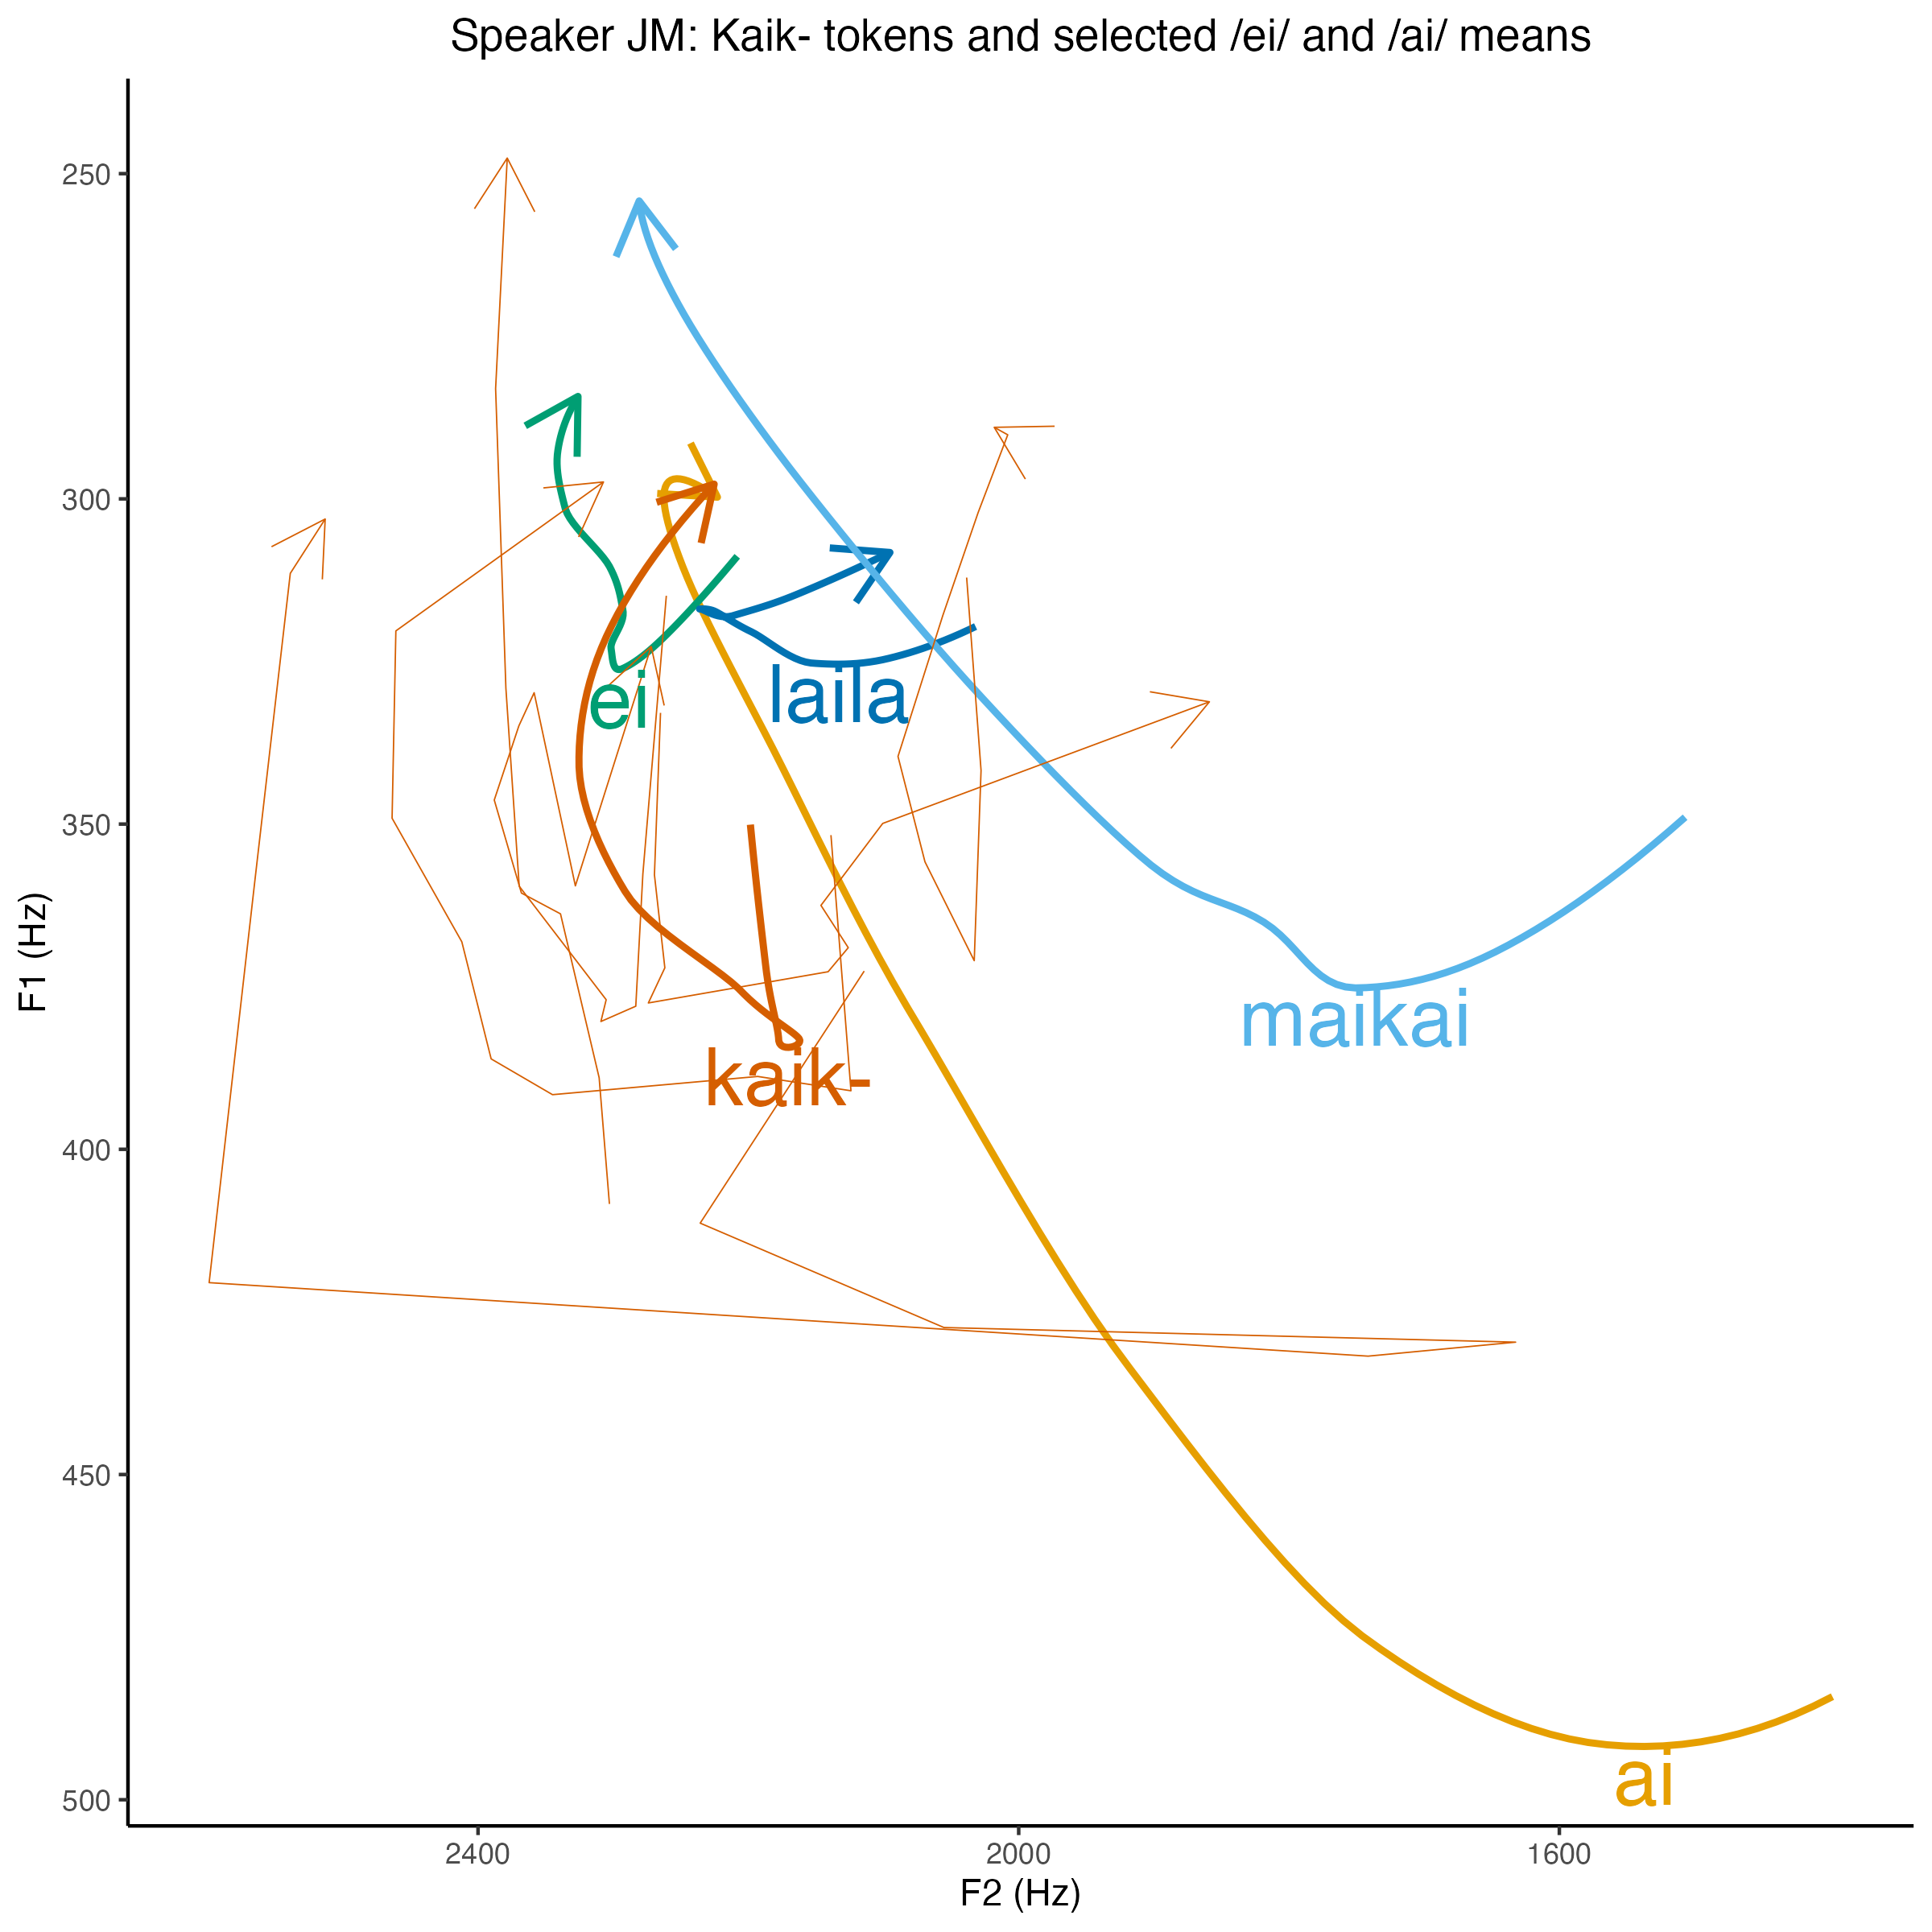 Speaker JM: Kaik- tokens and selected /ei/ and /ai/ means
250
300
350
400
450
500
F1 (Hz)
ei
laila
maikai
kaik-
ai
2400
2000
1600
F2 (Hz)